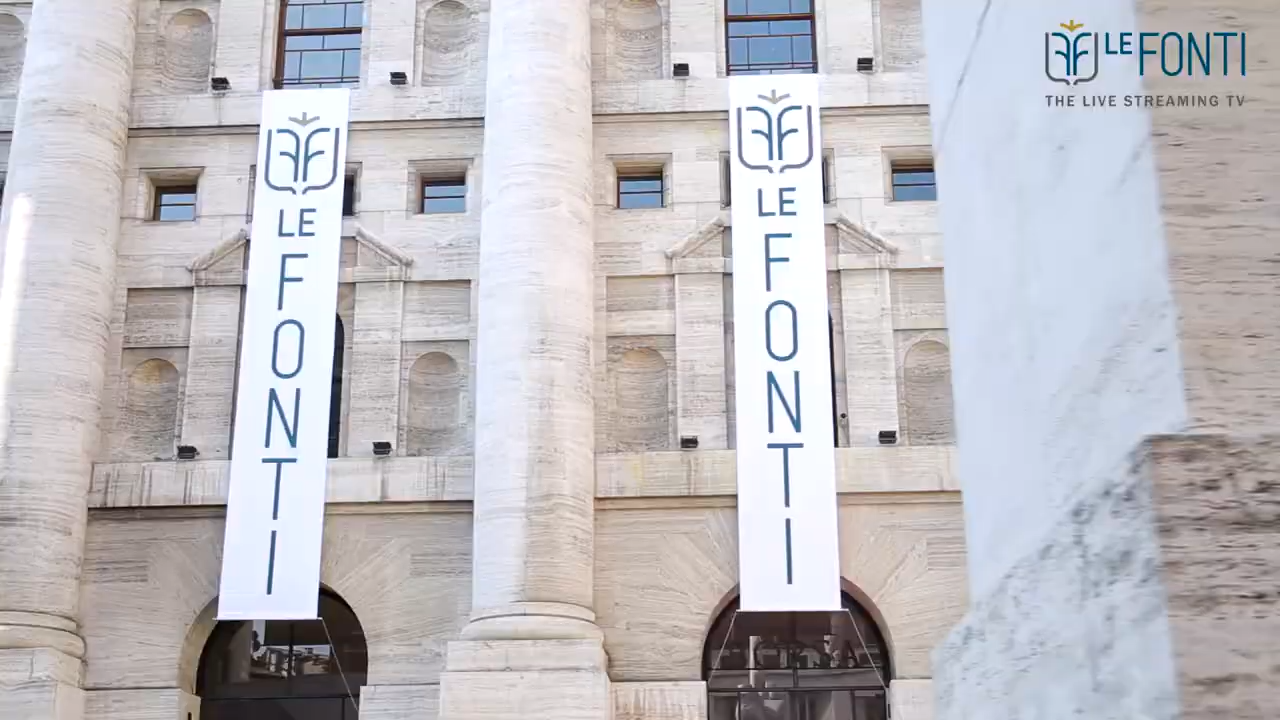 LE FONTI
THE LIVE STREAMING TV
LE
FONTI
LE
FONTI